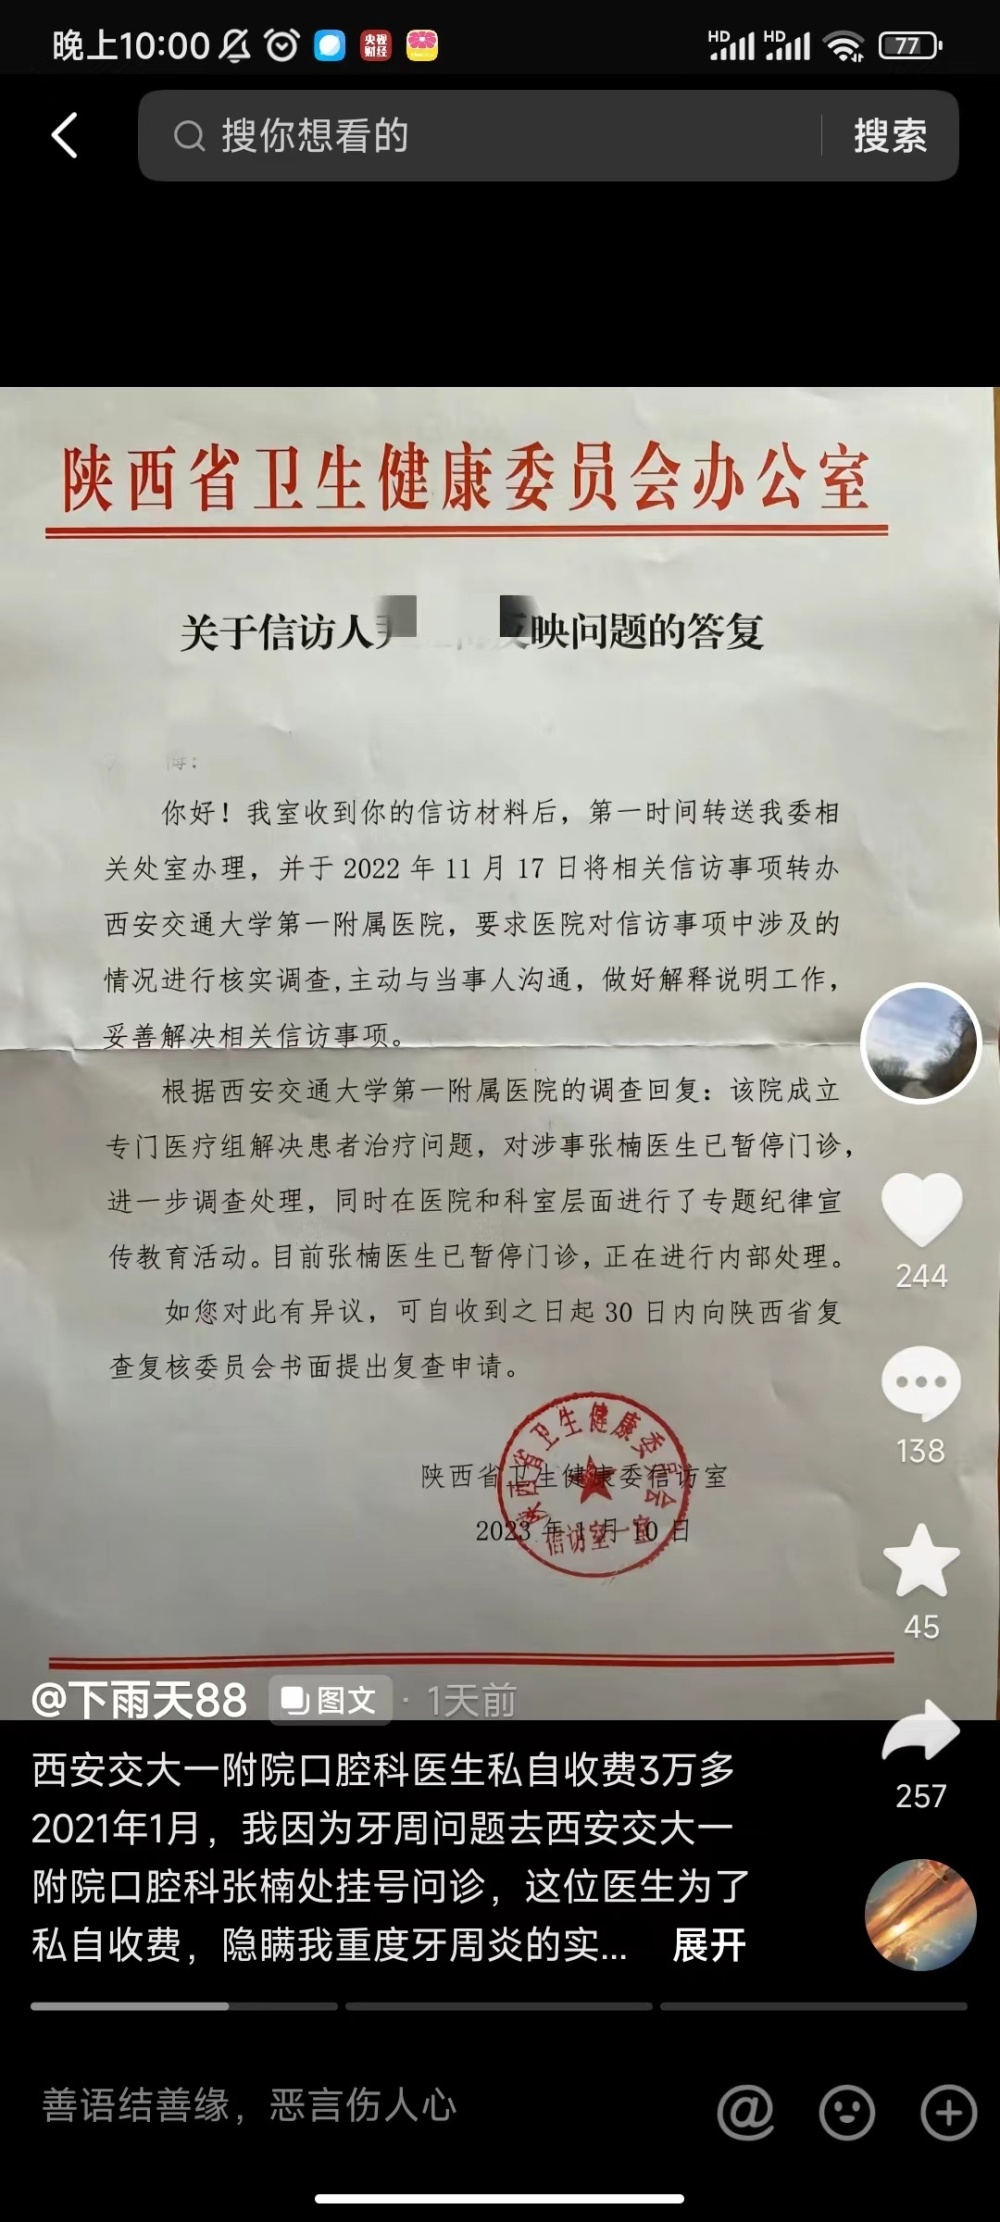 晚上10:00
HD HD 77
央视财经
搜你想看的 搜索
陕西省卫生健康委员会办公室
关于信访人 反映问题的答复
海：
你好！我室收到你的信访材料后，第一时间转送我委相
关处室办理，并于 2022 年 11 月 17 日将相关信访事项转办
西安交通大学第一附属医院，要求医院对信访事项中涉及的
情况进行核实调查,主动与当事人沟通，做好解释说明工作，
妥善解决相关信访事项。
根据西安交通大学第一附属医院的调查回复：该院成立
专门医疗组解决患者治疗问题，对涉事张楠医生已暂停门诊，
进一步调查处理，同时在医院和科室层面进行了专题纪律宣
传教育活动。目前张楠医生已暂停门诊，正在进行内部处理。
如您对此有异议，可自收到之日起 30 日内向陕西省复
查复核委员会书面提出复查申请。
陕西省卫生健康委信访室
2023 年 1 月 10 日
陕西省卫生健康委员会
信访室一室
244
138
45
257
@下雨天88 图文 · 1天前
西安交大一附院口腔科医生私自收费3万多
2021年1月，我因为牙周问题去西安交大一
附院口腔科张楠处挂号问诊，这位医生为了
私自收费，隐瞒我重度牙周炎的实... 展开
善语结善缘，恶言伤人心
@